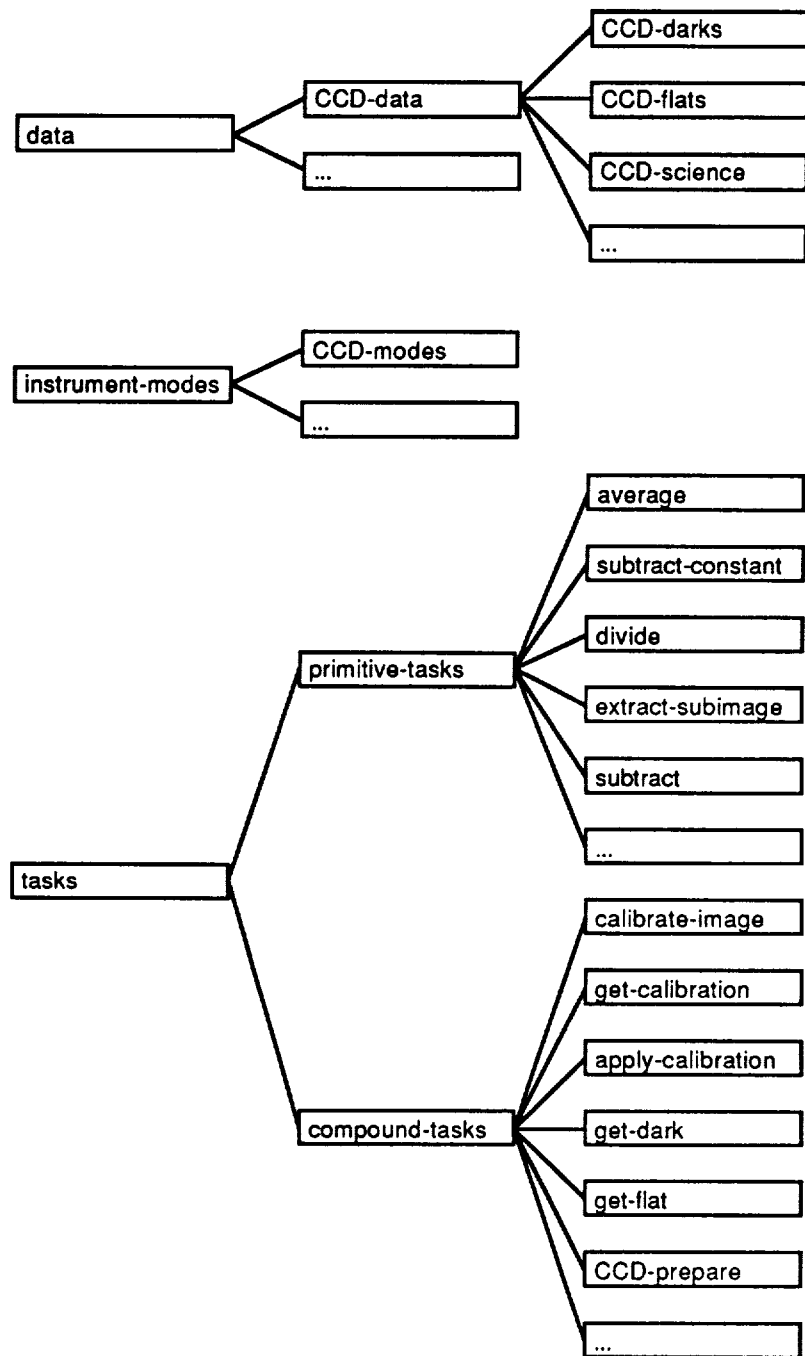 data
CCD-data
...
CCD-darks
CCD-flats
CCD-science
...
instrument-modes
CCD-modes
...
tasks
primitive-tasks
average
subtract-constant
divide
extract-subimage
subtract
...
compound-tasks
calibrate-image
get-calibration
apply-calibration
get-dark
get-flat
CCD-prepare
...